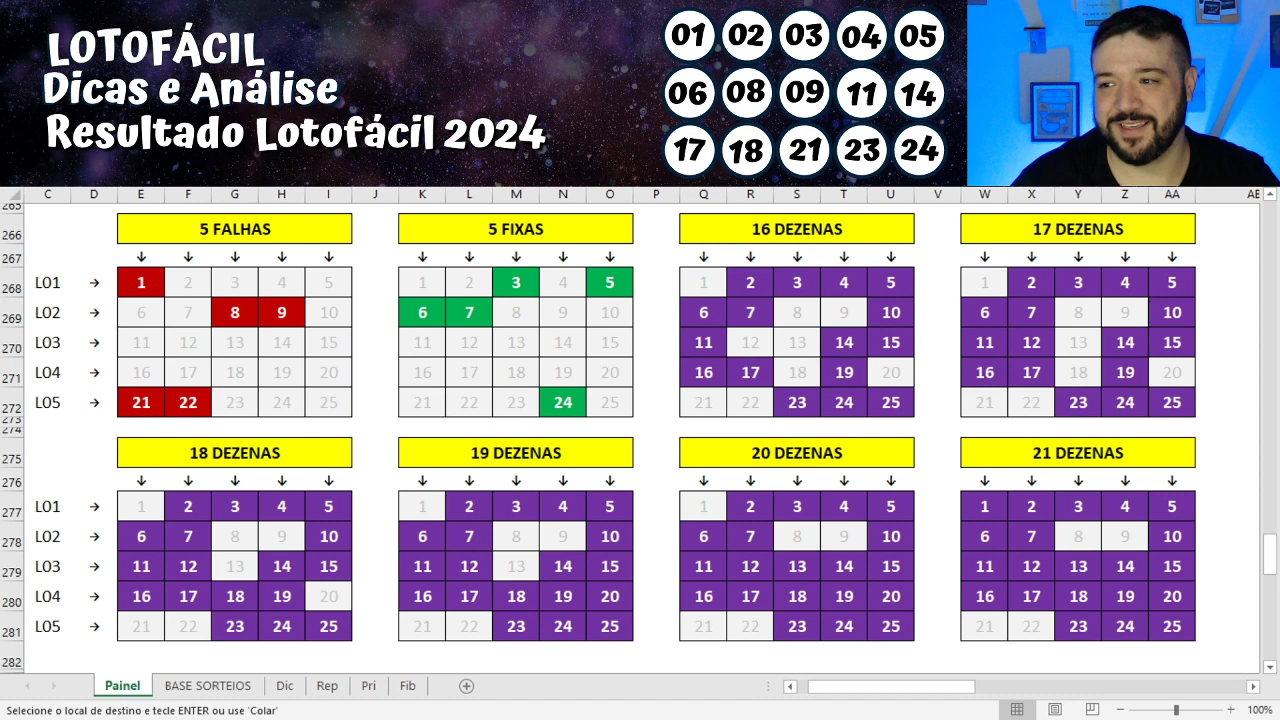 LOTOFÁCIL
Dicas e Análise
Resultado Lotofácil 2024
01 02 03 04 05
06 08 09 11 14
17 18 21 23 24
C D E F G H I J K L M N O P Q R S T U V W X Y Z AA AE
265
266 5 FALHAS 5 FIXAS 16 DEZENAS 17 DEZENAS
267 ↓ ↓ ↓ ↓ ↓ ↓ ↓ ↓ ↓ ↓ ↓ ↓ ↓ ↓ ↓ ↓ ↓ ↓ ↓ ↓
268 L01 → 1 2 3 4 5 1 2 3 4 5 1 2 3 4 5 1 2 3 4 5
269 L02 → 6 7 8 9 10 6 7 8 9 10 6 7 8 9 10 6 7 8 9 10
270 L03 → 11 12 13 14 15 11 12 13 14 15 11 12 13 14 15 11 12 13 14 15
271 L04 → 16 17 18 19 20 16 17 18 19 20 16 17 18 19 20 16 17 18 19 20
272 L05 → 21 22 23 24 25 21 22 23 24 25 21 22 23 24 25 21 22 23 24 25
273
274
275 18 DEZENAS 19 DEZENAS 20 DEZENAS 21 DEZENAS
276 ↓ ↓ ↓ ↓ ↓ ↓ ↓ ↓ ↓ ↓ ↓ ↓ ↓ ↓ ↓ ↓ ↓ ↓ ↓ ↓
277 L01 → 1 2 3 4 5 1 2 3 4 5 1 2 3 4 5 1 2 3 4 5
278 L02 → 6 7 8 9 10 6 7 8 9 10 6 7 8 9 10 6 7 8 9 10
279 L03 → 11 12 13 14 15 11 12 13 14 15 11 12 13 14 15 11 12 13 14 15
280 L04 → 16 17 18 19 20 16 17 18 19 20 16 17 18 19 20 16 17 18 19 20
281 L05 → 21 22 23 24 25 21 22 23 24 25 21 22 23 24 25 21 22 23 24 25
282
Painel BASE SORTEIOS Dic Rep Pri Fib
Selecione o local de destino e tecle ENTER ou use 'Colar' 100%